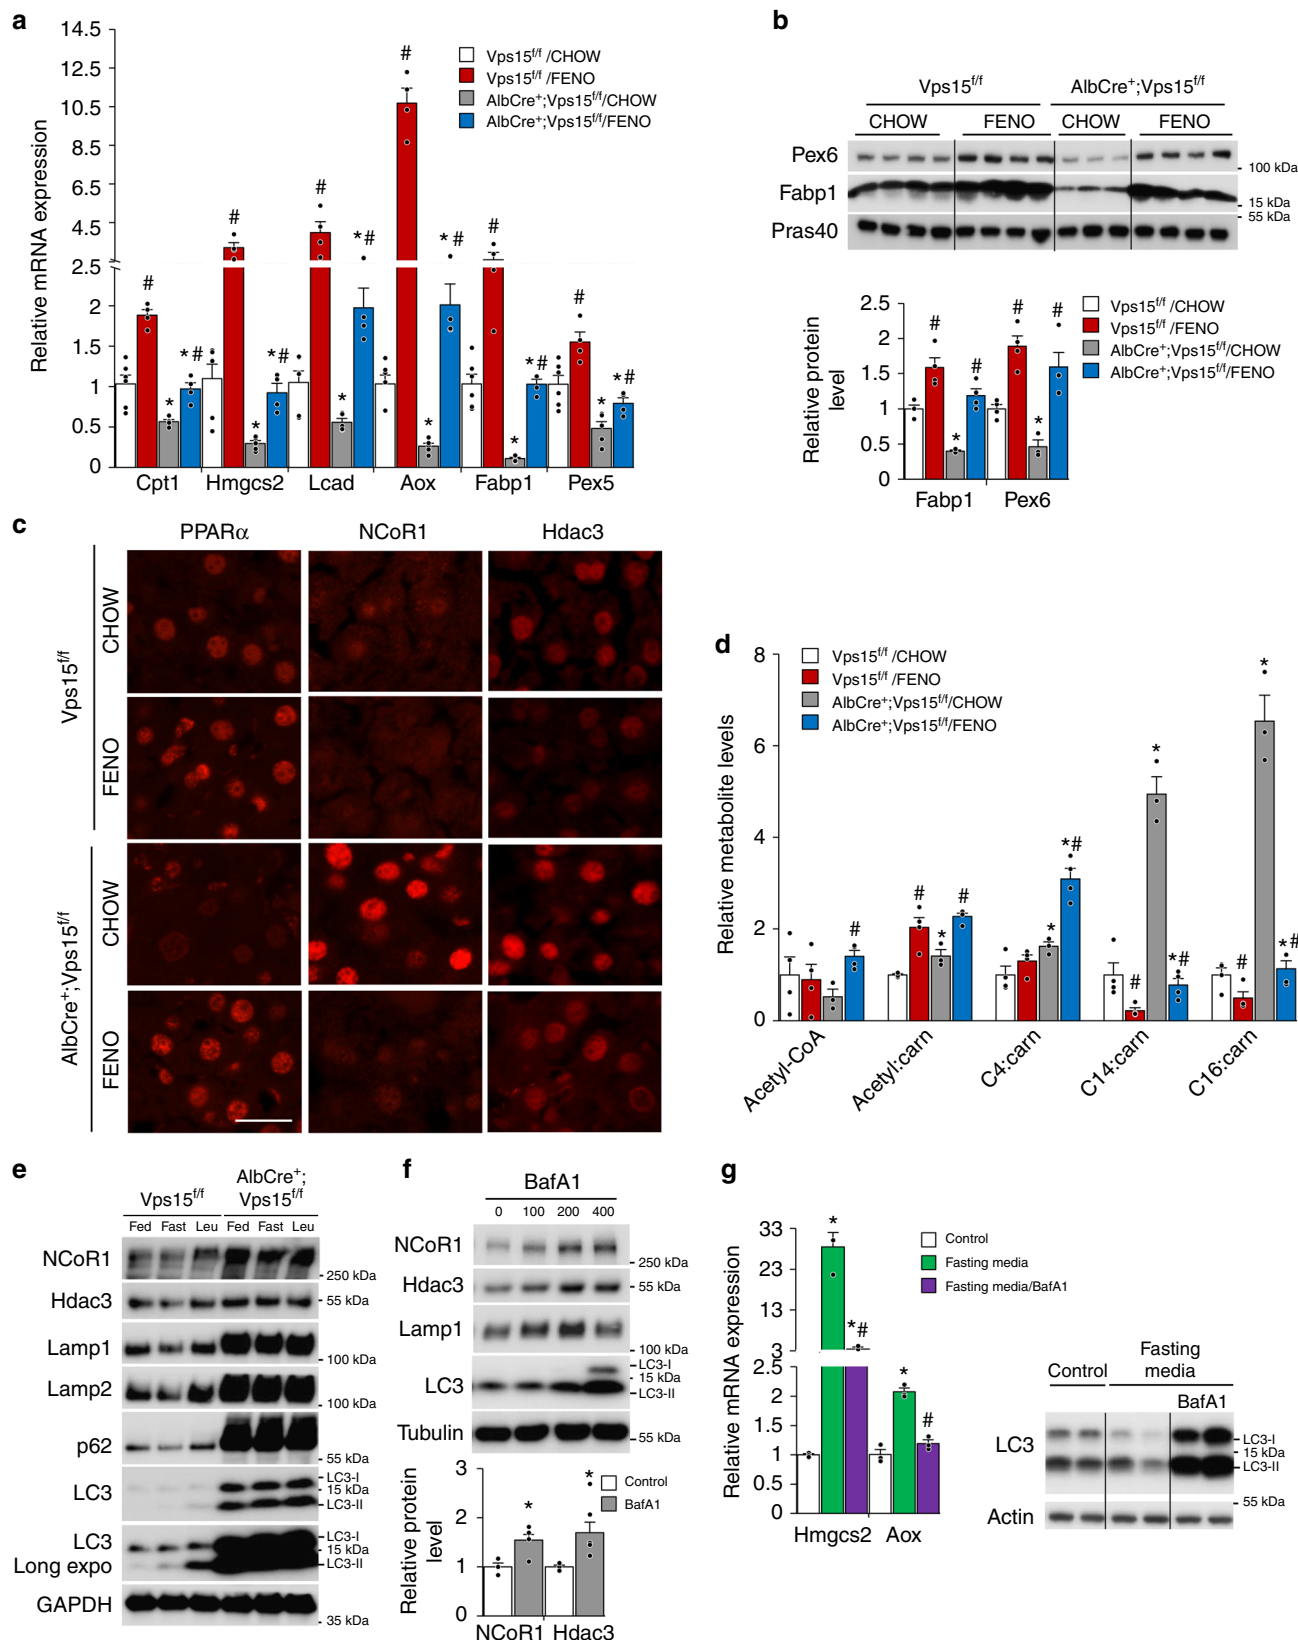 a
14.5
12.5
10.5
8.5
6.5
4.5
2.5
2
1.5
1
0.5
0
Relative mRNA expression
Vps15f/f /CHOW
Vps15f/f /FENO
AlbCre+;Vps15f/f/CHOW
AlbCre+;Vps15f/f/FENO
# # # # # #
*# *# *# *# *# *#
* * * * * *
Cpt1 Hmgcs2 Lcad Aox Fabp1 Pex5
b
Vps15f/f AlbCre+;Vps15f/f
CHOW FENO CHOW FENO
Pex6
100 kDa
Fabp1
15 kDa
55 kDa
Pras40
2.5
2
1.5
1
0.5
0
Relative protein
level
# # # #
* *
Vps15f/f /CHOW
Vps15f/f /FENO
AlbCre+;Vps15f/f/CHOW
AlbCre+;Vps15f/f/FENO
Fabp1 Pex6
c
PPARα NCoR1 Hdac3
Vps15f/f
CHOW
FENO
AlbCre+;Vps15f/f
CHOW
FENO
d
8
6
4
2
0
Relative metabolite levels
Vps15f/f /CHOW
Vps15f/f /FENO
AlbCre+;Vps15f/f/CHOW
AlbCre+;Vps15f/f/FENO
# # * # * *# # * *# # * *#
Acetyl-CoA Acetyl:carn C4:carn C14:carn C16:carn
e
Vps15f/f
AlbCre+;
Vps15f/f
Fed Fast Leu Fed Fast Leu
NCoR1
250 kDa
Hdac3
55 kDa
Lamp1
100 kDa
Lamp2
100 kDa
p62
55 kDa
LC3
LC3-I
15 kDa
LC3-II
LC3
Long expo
LC3-I
15 kDa
LC3-II
GAPDH
35 kDa
f
BafA1
0 100 200 400
NCoR1
250 kDa
Hdac3
55 kDa
Lamp1
100 kDa
LC3
LC3-I
15 kDa
LC3-II
Tubulin
55 kDa
3
2
1
0
Relative protein
level
* *
Control
BafA1
NCoR1 Hdac3
g
33
23
13
3
2.5
2
1.5
1
0.5
0
Relative mRNA expression
* *# * #
Control
Fasting media
Fasting media/BafA1
Hmgcs2 Aox
Control
Fasting
media
BafA1
LC3
LC3-I
15 kDa
LC3-II
55 kDa
Actin